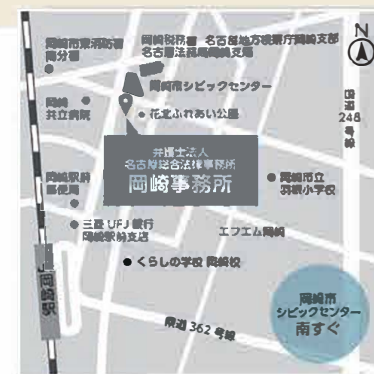 岡崎市東消防署
南分署
岡崎税務署 名古屋地方検察庁岡崎支部
名古屋法務局岡崎支局
N
岡崎市シビックセンター
岡崎
共立病院
花北ふれあい公園
国道
248
号線
弁護士法人
名古屋総合法律事務所
岡崎事務所
岡崎駅前
郵便局
岡崎市立
羽根小学校
三菱UFJ銀行
岡崎駅前支店
エフエム岡崎
くらしの学校 岡崎校
JR岡崎駅
県道 362 号線
岡崎市
シビックセンター
南すぐ